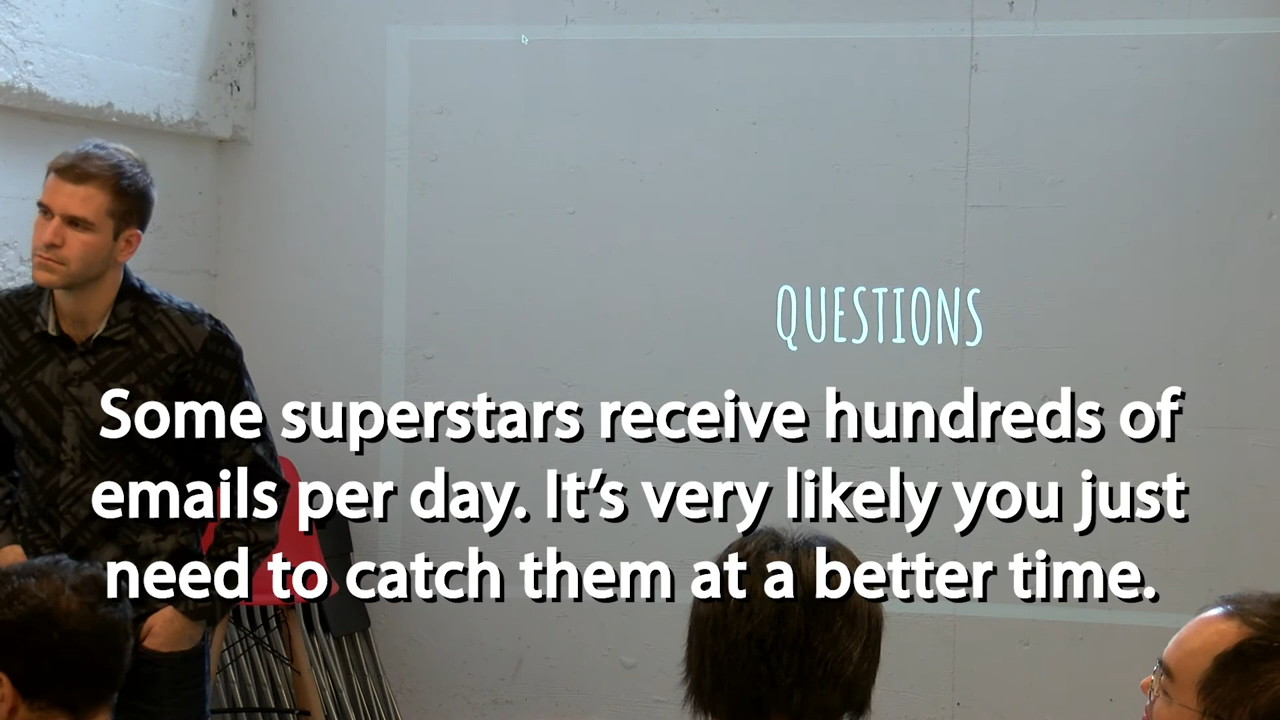 QUESTIONS
Some superstars receive hundreds of
emails per day. It’s very likely you just
need to catch them at a better time.